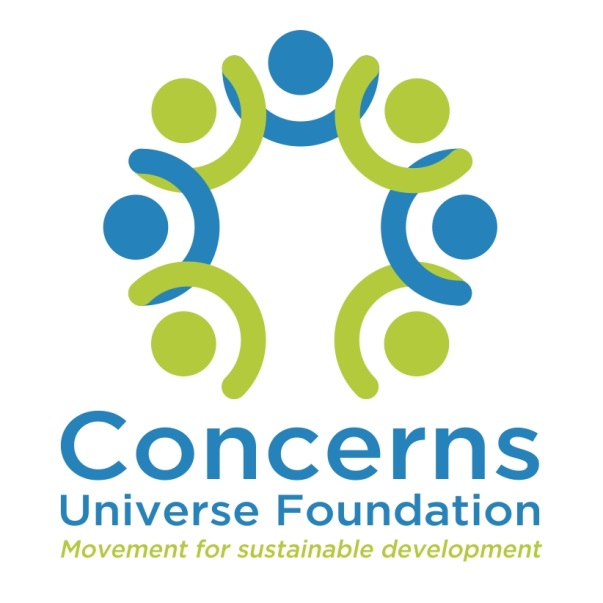 Concerns
Universe Foundation
Movement for sustainable development